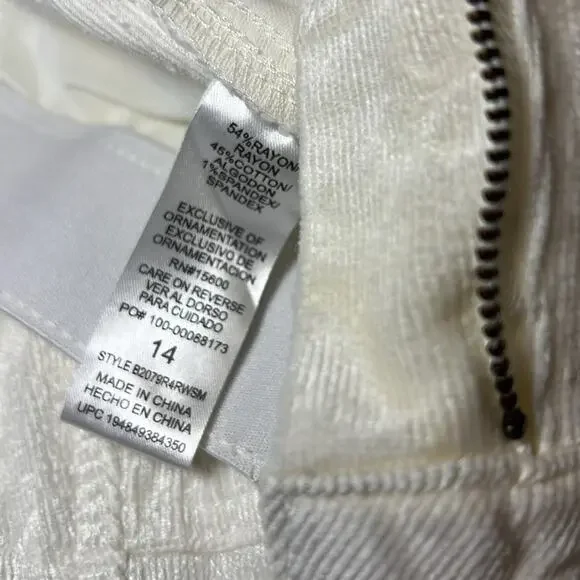 54%RAYON/
RAYON
45%COTTON/
ALGODON
1%SPANDEX/
SPANDEX
EXCLUSIVE OF
ORNAMENTATION
EXCLUSIVO DE
ORNAMENTACION
RN#15600
CARE ON REVERSE
VER AL DORSO
PARA CUIDADO
PO# 100-00088173
14
STYLE B2079R4RWSM
MADE IN CHINA
HECHO EN CHINA
UPC 194849384350